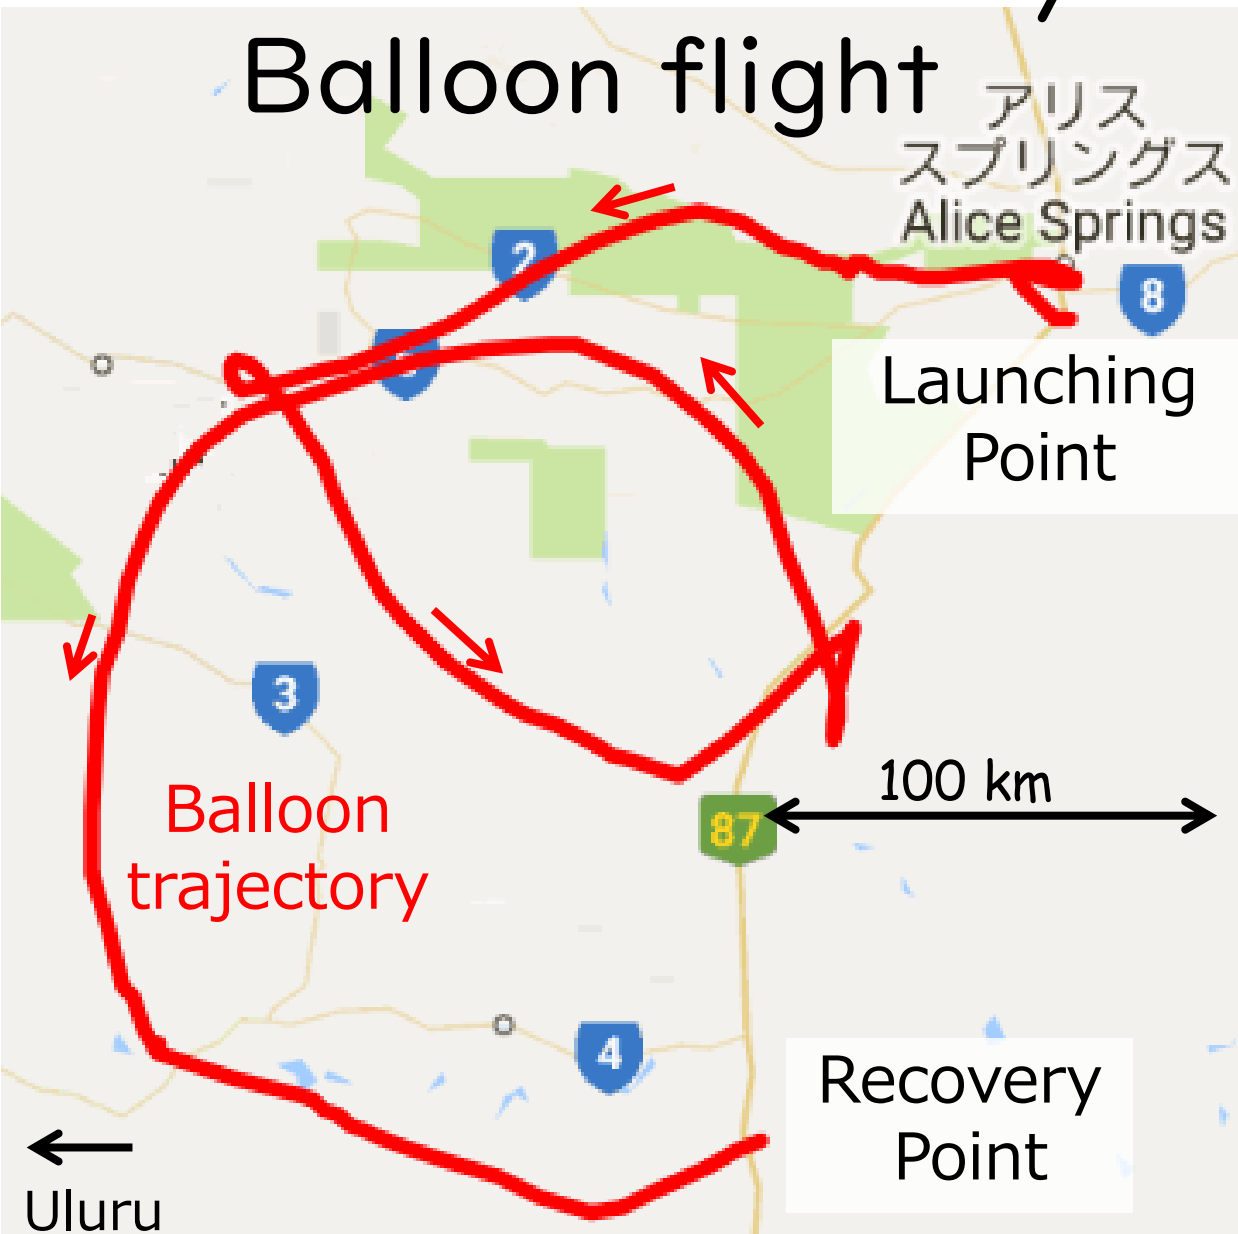 Balloon flight
アリス
スプリングス
Alice Springs
2
8
Launching
Point
3
100 km
87
Balloon
trajectory
4
Recovery
Point
Uluru